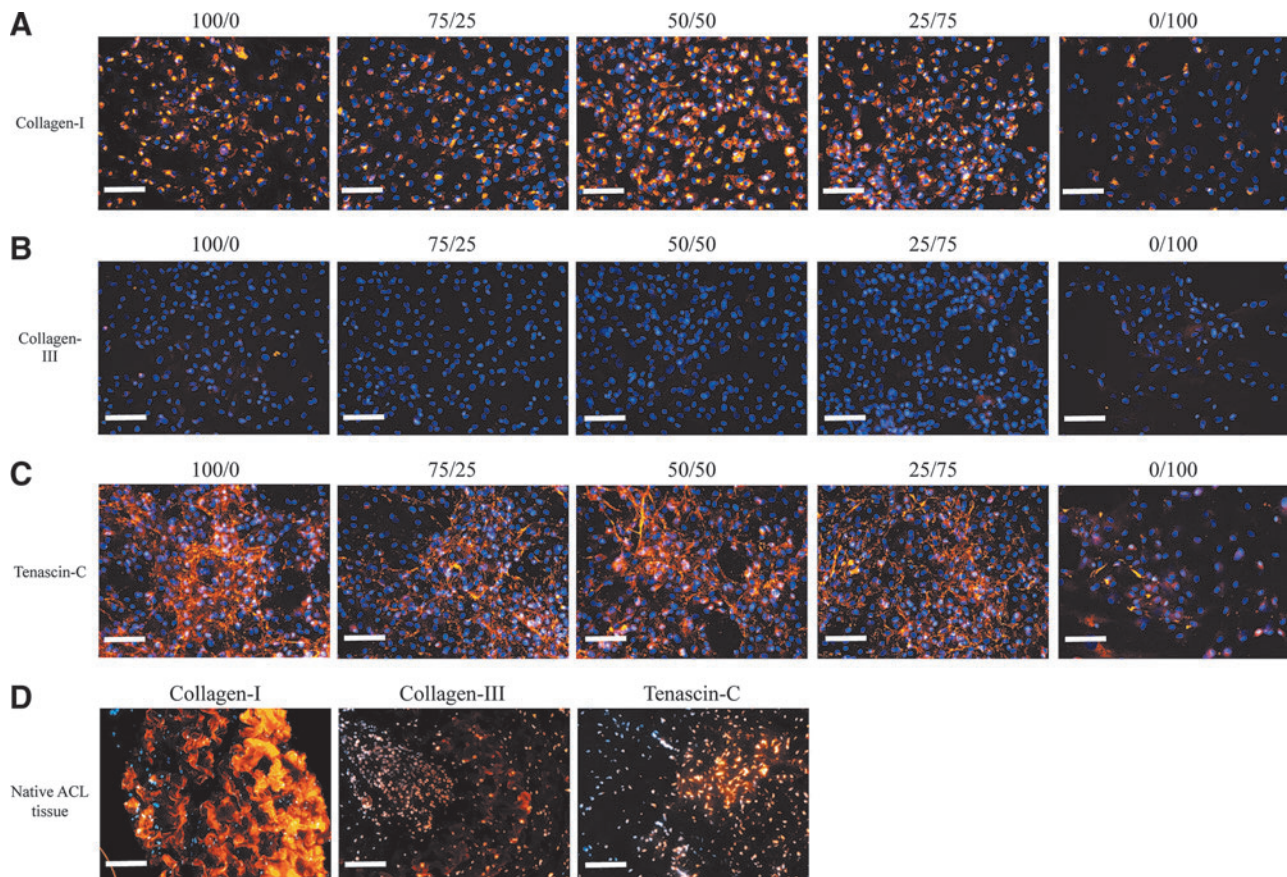 A
100/0 75/25 50/50 25/75 0/100
Collagen-I
B
100/0 75/25 50/50 25/75 0/100
Collagen-
III
C
100/0 75/25 50/50 25/75 0/100
Tenascin-C
D
Collagen-I Collagen-III Tenascin-C
Native ACL
tissue